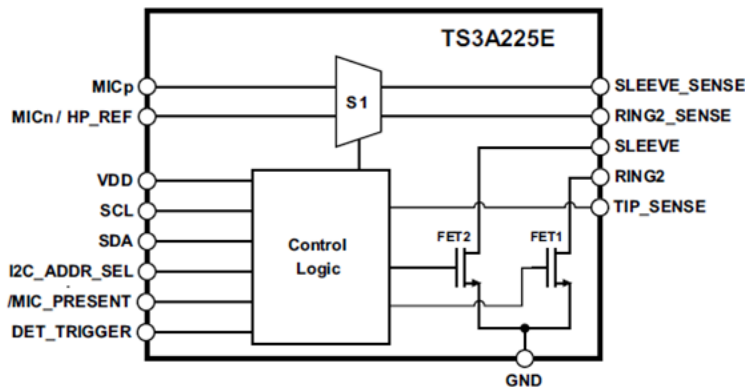 TS3A225E
MICp
MICn / HP_REF
S1
SLEEVE_SENSE
RING2_SENSE
SLEEVE
RING2
TIP_SENSE
VDD
SCL
SDA
I2C_ADDR_SEL
/MIC_PRESENT
DET_TRIGGER
Control
Logic
FET2
FET1
GND